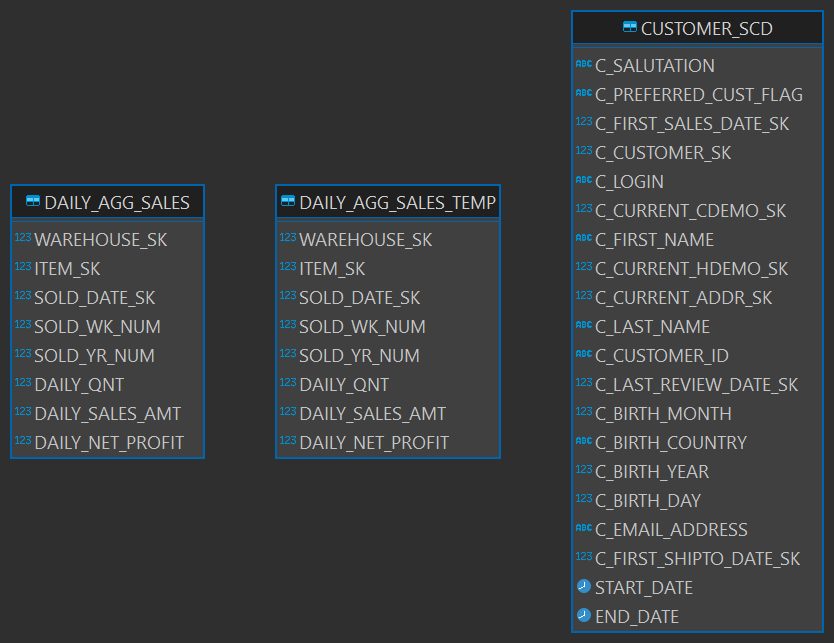 DAILY_AGG_SALES
123 WAREHOUSE_SK
123 ITEM_SK
123 SOLD_DATE_SK
123 SOLD_WK_NUM
123 SOLD_YR_NUM
123 DAILY_QNT
123 DAILY_SALES_AMT
123 DAILY_NET_PROFIT
DAILY_AGG_SALES_TEMP
123 WAREHOUSE_SK
123 ITEM_SK
123 SOLD_DATE_SK
123 SOLD_WK_NUM
123 SOLD_YR_NUM
123 DAILY_QNT
123 DAILY_SALES_AMT
123 DAILY_NET_PROFIT
CUSTOMER_SCD
ABC C_SALUTATION
ABC C_PREFERRED_CUST_FLAG
123 C_FIRST_SALES_DATE_SK
123 C_CUSTOMER_SK
ABC C_LOGIN
123 C_CURRENT_CDEMO_SK
ABC C_FIRST_NAME
123 C_CURRENT_HDEMO_SK
123 C_CURRENT_ADDR_SK
ABC C_LAST_NAME
ABC C_CUSTOMER_ID
123 C_LAST_REVIEW_DATE_SK
123 C_BIRTH_MONTH
ABC C_BIRTH_COUNTRY
123 C_BIRTH_YEAR
123 C_BIRTH_DAY
ABC C_EMAIL_ADDRESS
123 C_FIRST_SHIPTO_DATE_SK
START_DATE
END_DATE